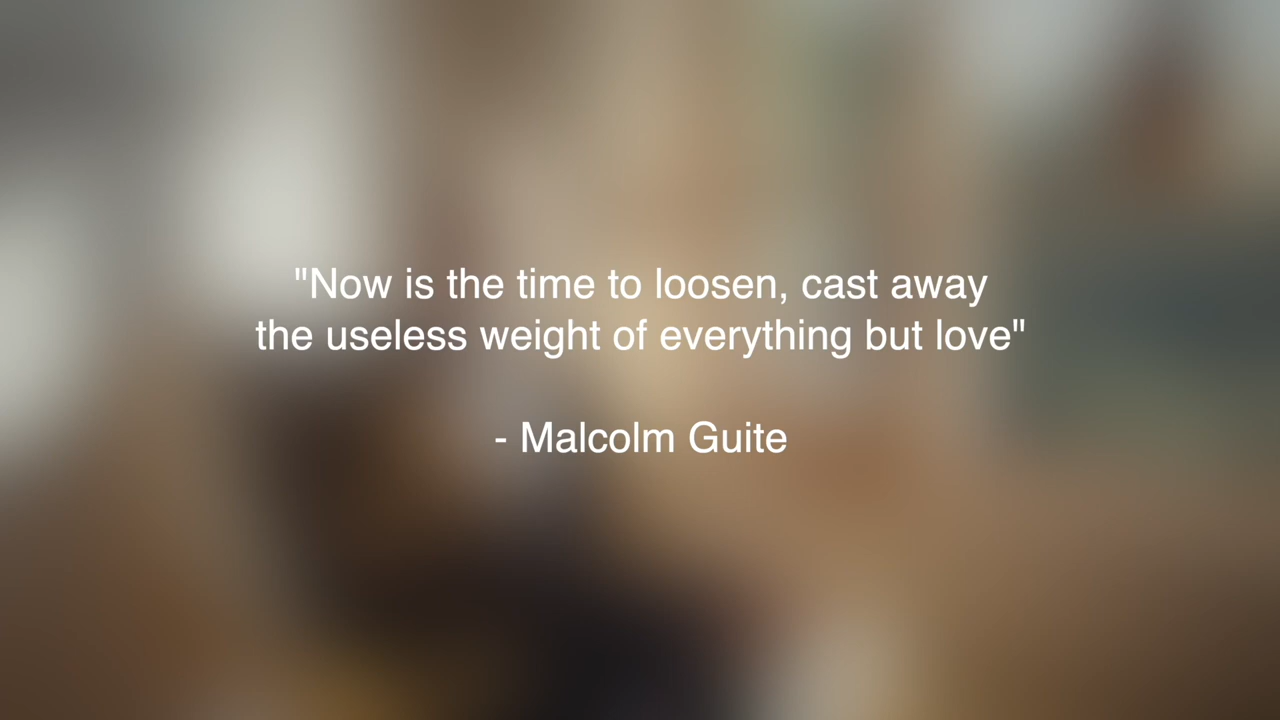 "Now is the time to loosen, cast away
the useless weight of everything but love"
- Malcolm Guite